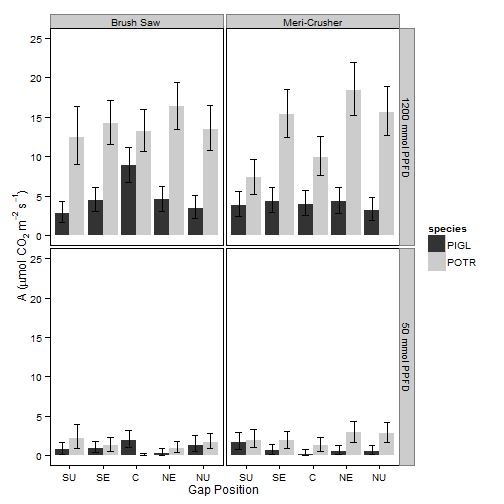 Brush Saw
Meri-Crusher
25
20
15
10
5
0
1200 mmol PPFD
25
20
15
10
5
0
50 mmol PPFD
A (µmol CO₂ m⁻² s⁻¹)
species
PIGL
POTR
SU SE C NE NU SU SE C NE NU
Gap Position